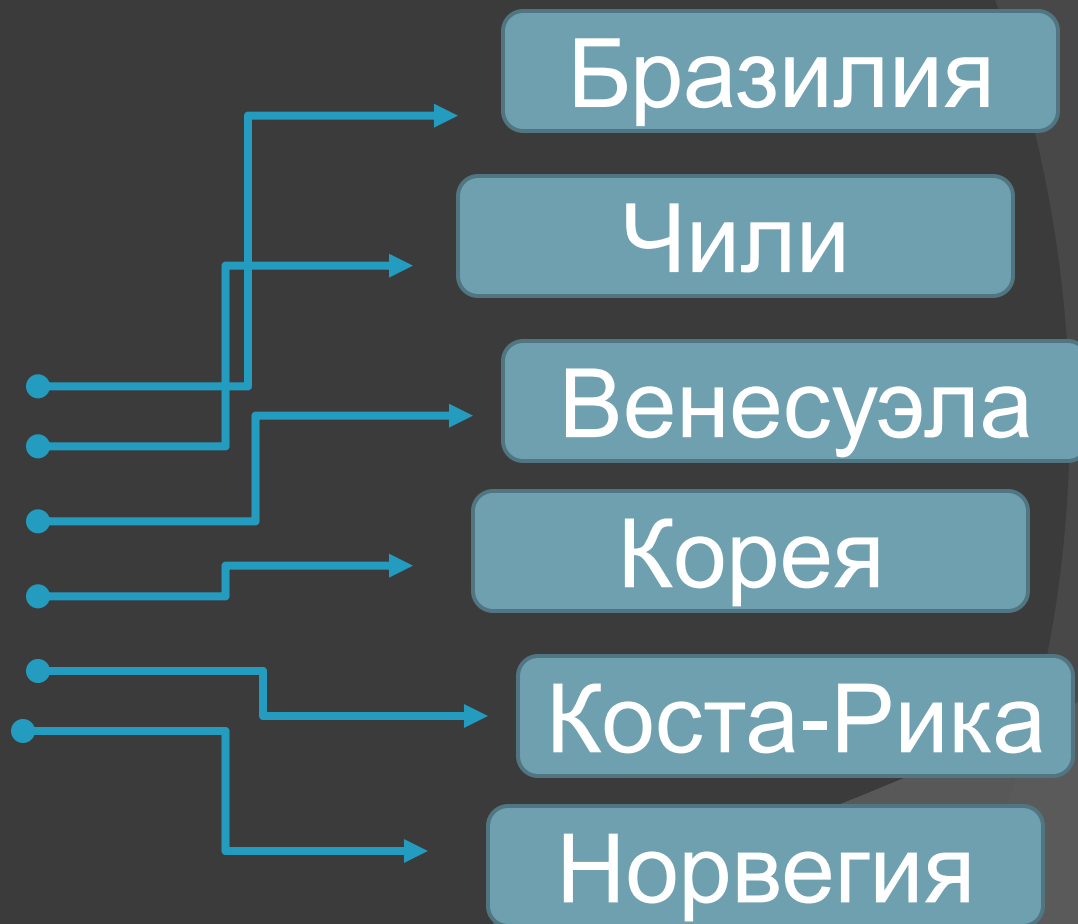 Бразилия
Чили
Венесуэла
Корея
Коста-Рика
Норвегия